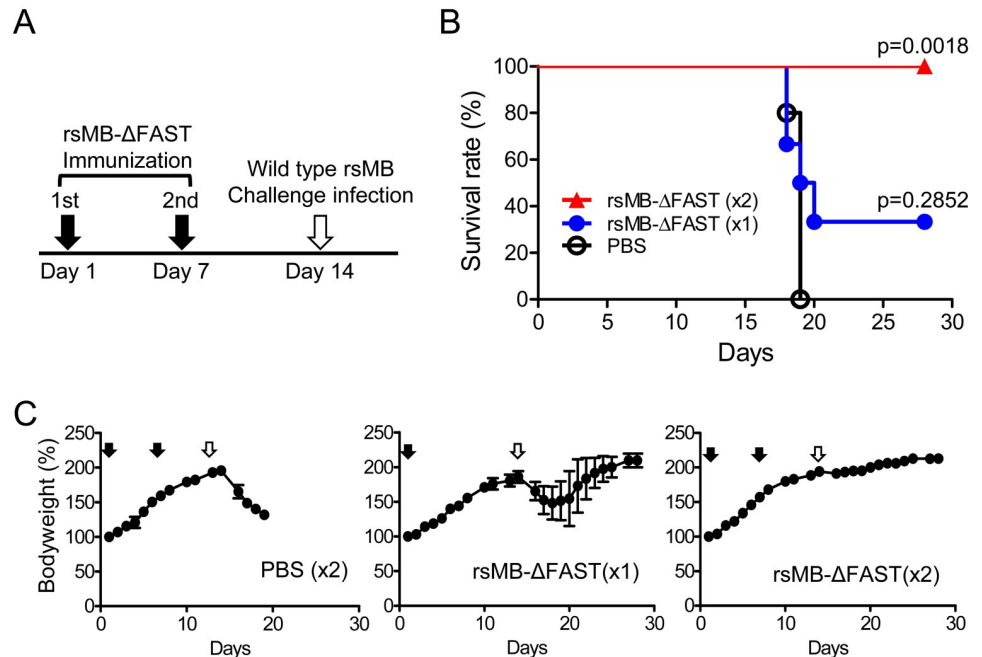 A
rsMB-ΔFAST
Immunization
1st
2nd
Wild type rsMB
Challenge infection
Day 1
Day 7
Day 14
B
Survival rate (%)
100
80
60
40
20
0
p=0.0018
p=0.2852
rsMB-ΔFAST (x2)
rsMB-ΔFAST (x1)
PBS
0 5 10 15 20 25 30
Days
C
Bodyweight (%)
250
200
150
100
50
0
PBS (x2)
0 10 20 30
Days
250
200
150
100
50
0
rsMB-ΔFAST(x1)
0 10 20 30
Days
250
200
150
100
50
0
rsMB-ΔFAST(x2)
0 10 20 30
Days